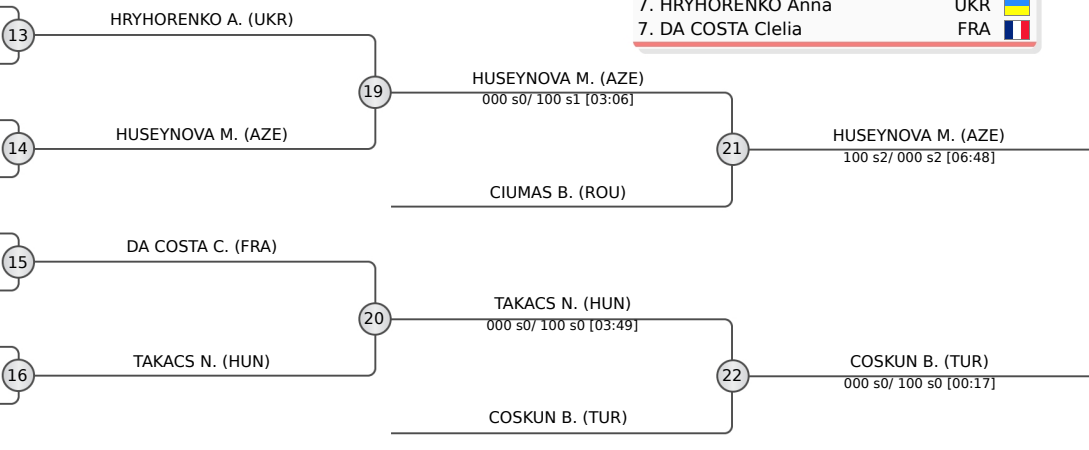 7. HRYHORENKO Anna UKR
7. DA COSTA Clelia FRA
HRYHORENKO A. (UKR)
13
19
HUSEYNOVA M. (AZE)
000 s0/ 100 s1 [03:06]
14
HUSEYNOVA M. (AZE)
21
HUSEYNOVA M. (AZE)
100 s2/ 000 s2 [06:48]
CIUMAS B. (ROU)
DA COSTA C. (FRA)
15
20
TAKACS N. (HUN)
000 s0/ 100 s0 [03:49]
16
TAKACS N. (HUN)
22
COSKUN B. (TUR)
000 s0/ 100 s0 [00:17]
COSKUN B. (TUR)